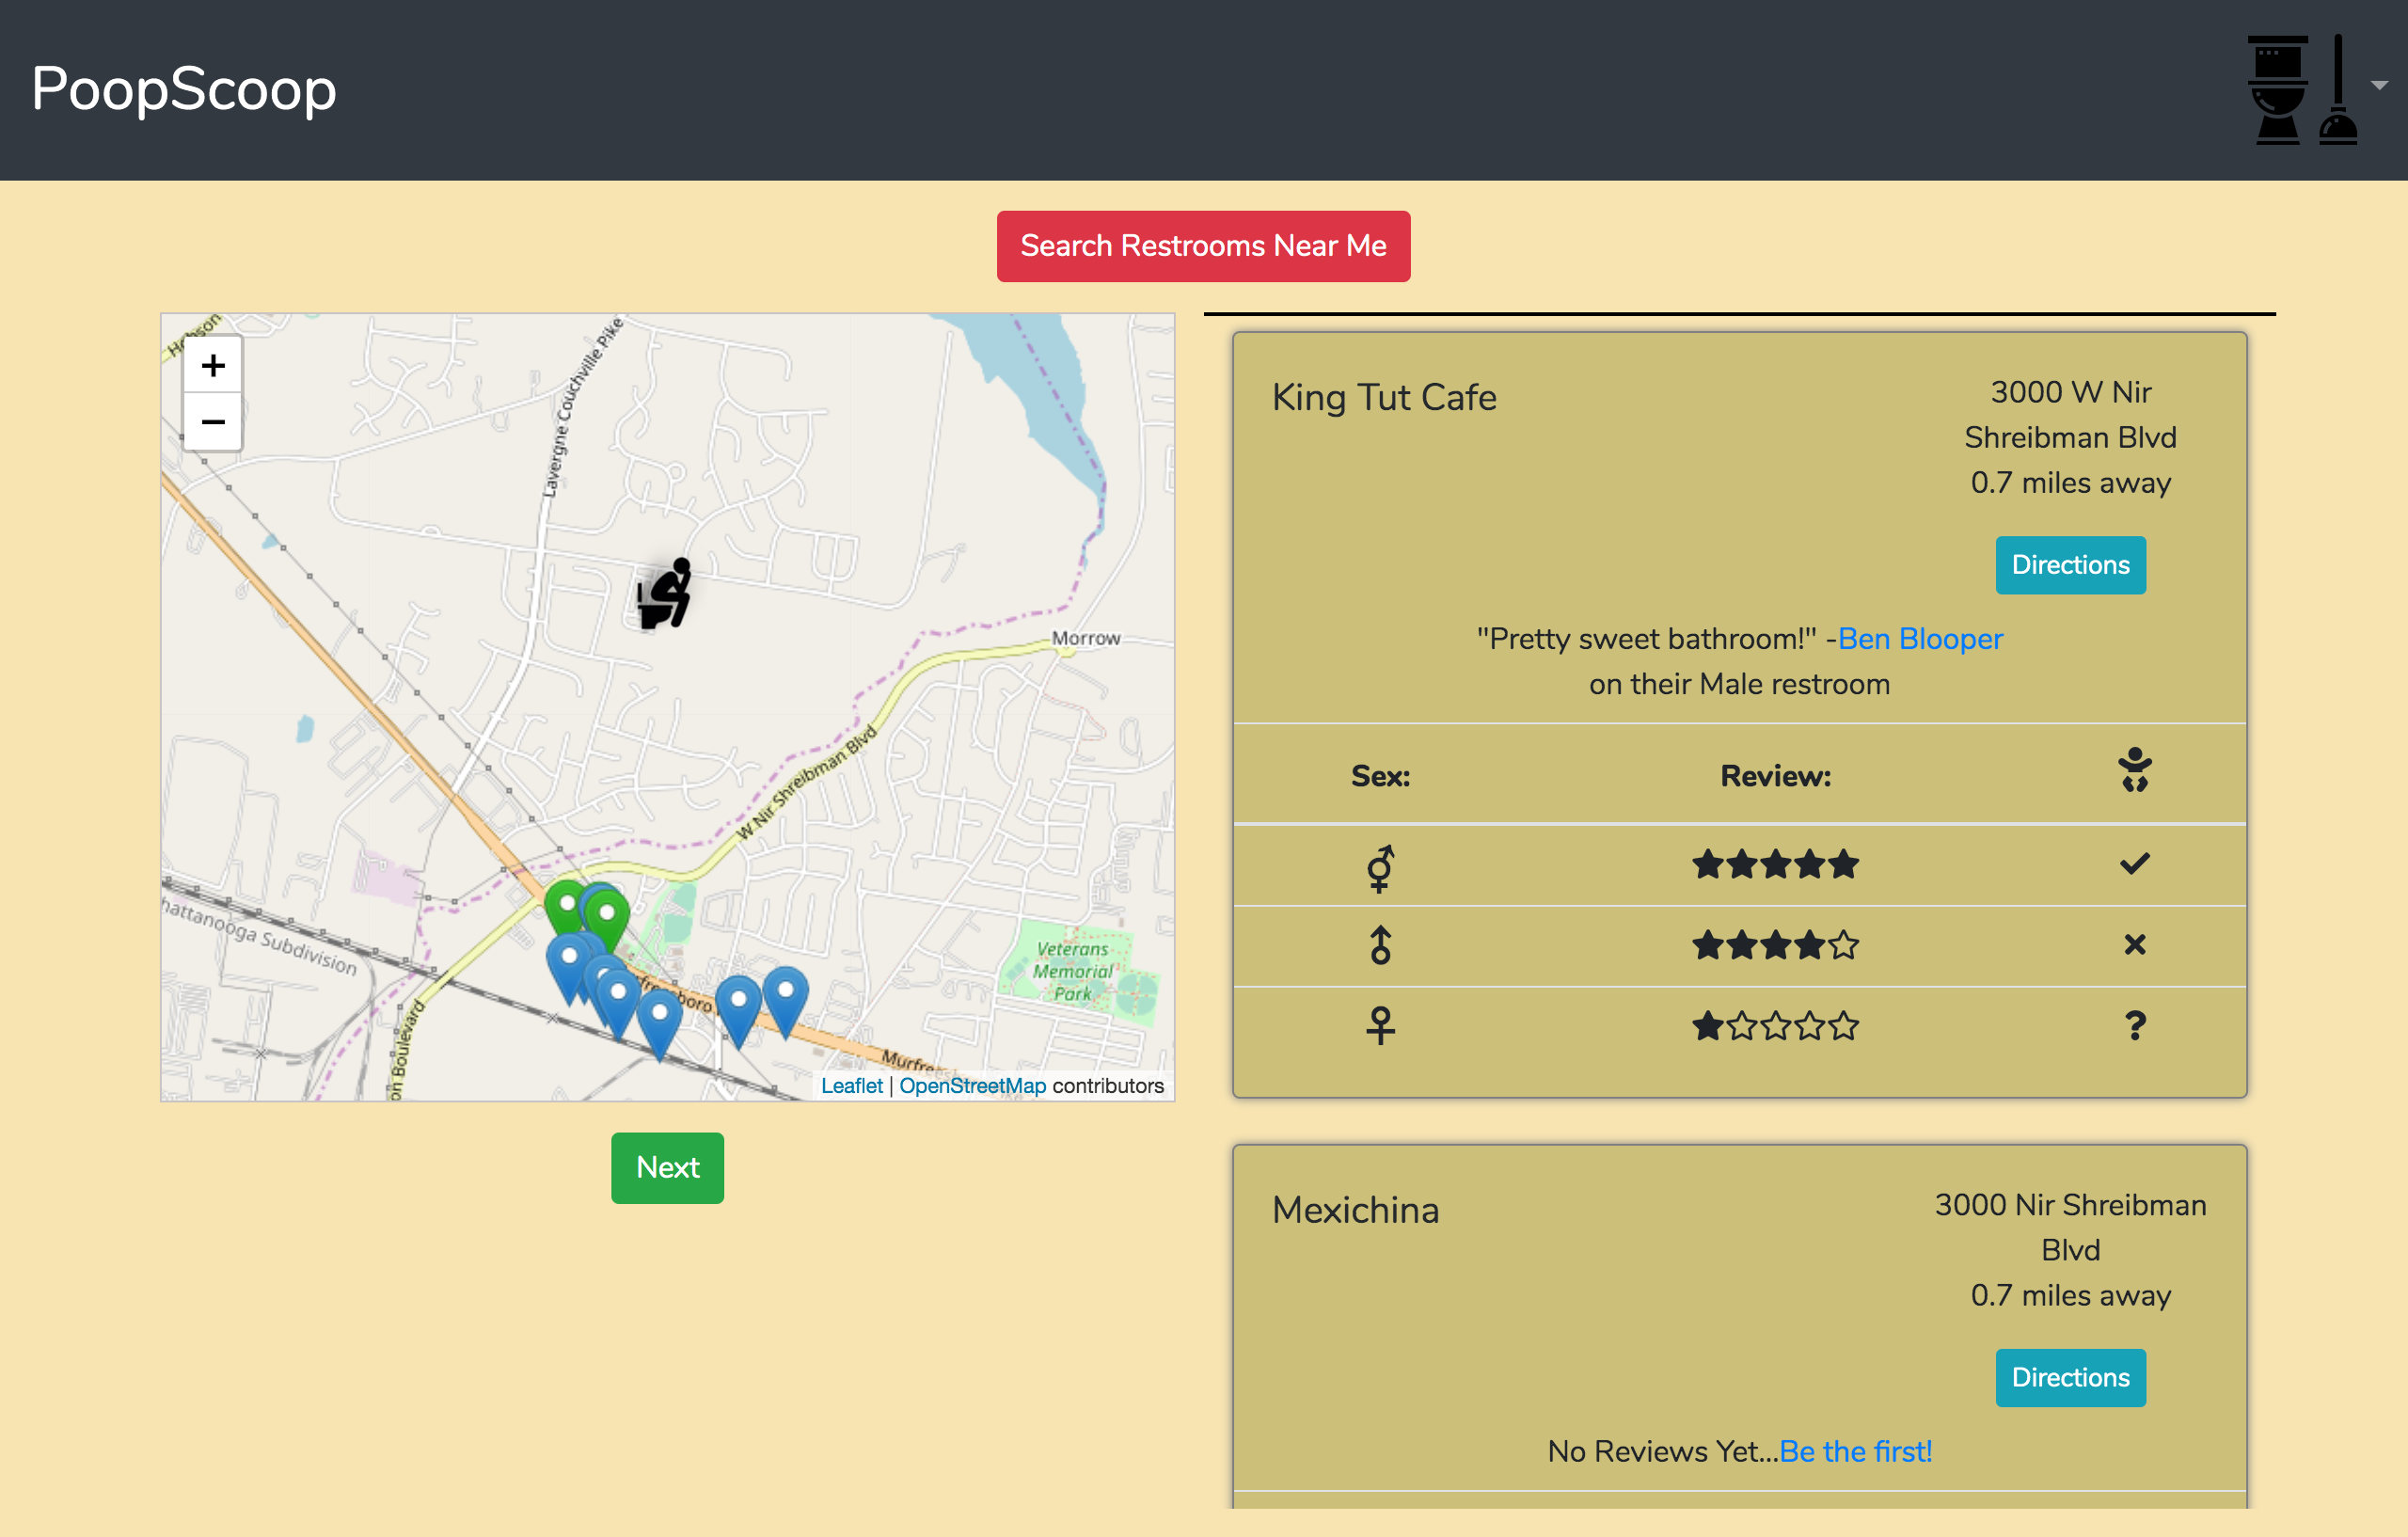 PoopScoop
Search Restrooms Near Me
+
−
Lavergne Couchville Pike
Morrow
W Nir Shreibman Blvd
hattanooga Subdivision
Veterans
Memorial
Park
on Boulevard
Leaflet | OpenStreetMap contributors
Next
King Tut Cafe
3000 W Nir
Shreibman Blvd
0.7 miles away
Directions
"Pretty sweet bathroom!" -Ben Blooper
on their Male restroom
Sex:
Review:
?
Mexichina
3000 Nir Shreibman
Blvd
0.7 miles away
Directions
No Reviews Yet...Be the first!